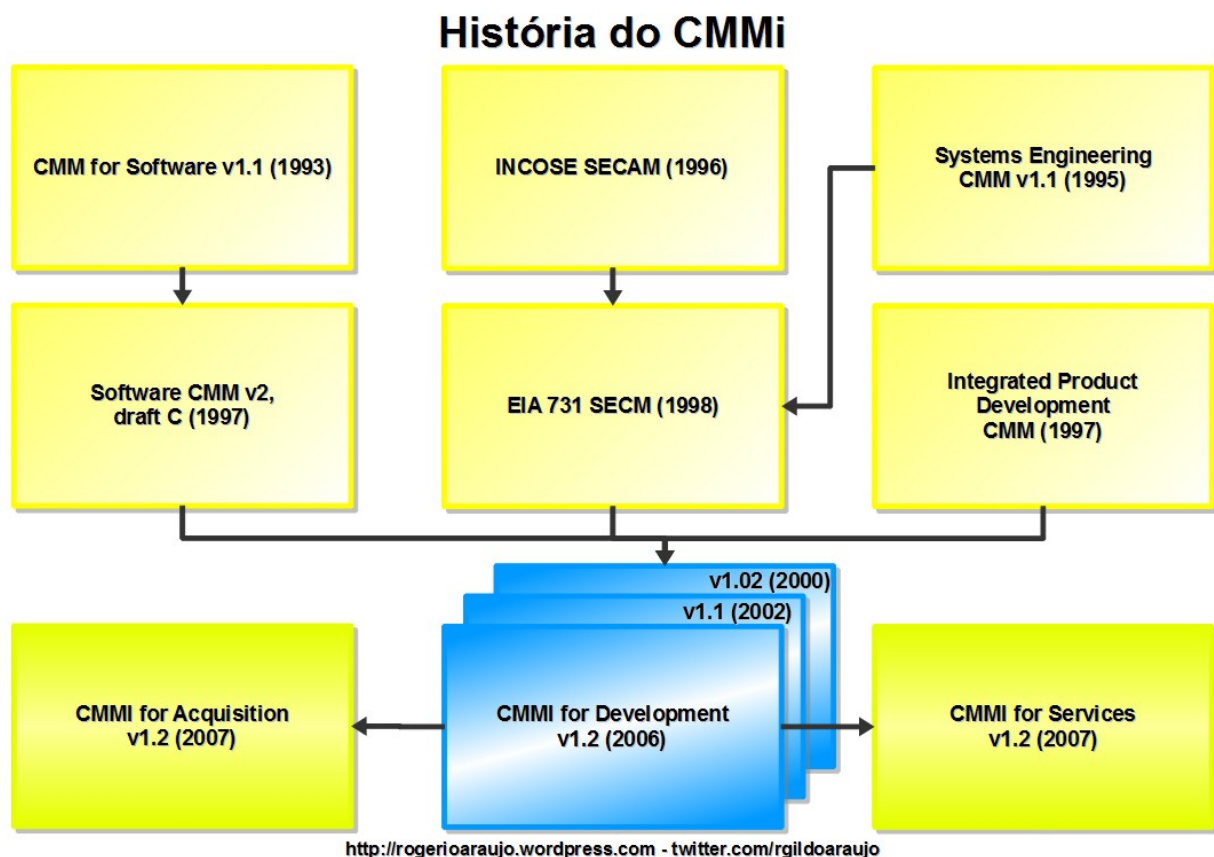 História do CMMi
CMM for Software v1.1 (1993)
INCOSE SECAM (1996)
Systems Engineering
CMM v1.1 (1995)
Software CMM v2,
draft C (1997)
EIA 731 SECM (1998)
Integrated Product
Development
CMM (1997)
v1.02 (2000)
v1.1 (2002)
CMMI for Acquisition
v1.2 (2007)
CMMI for Development
v1.2 (2006)
CMMI for Services
v1.2 (2007)
http://rogerioaraujo.wordpress.com - twitter.com/rgildoaraujo